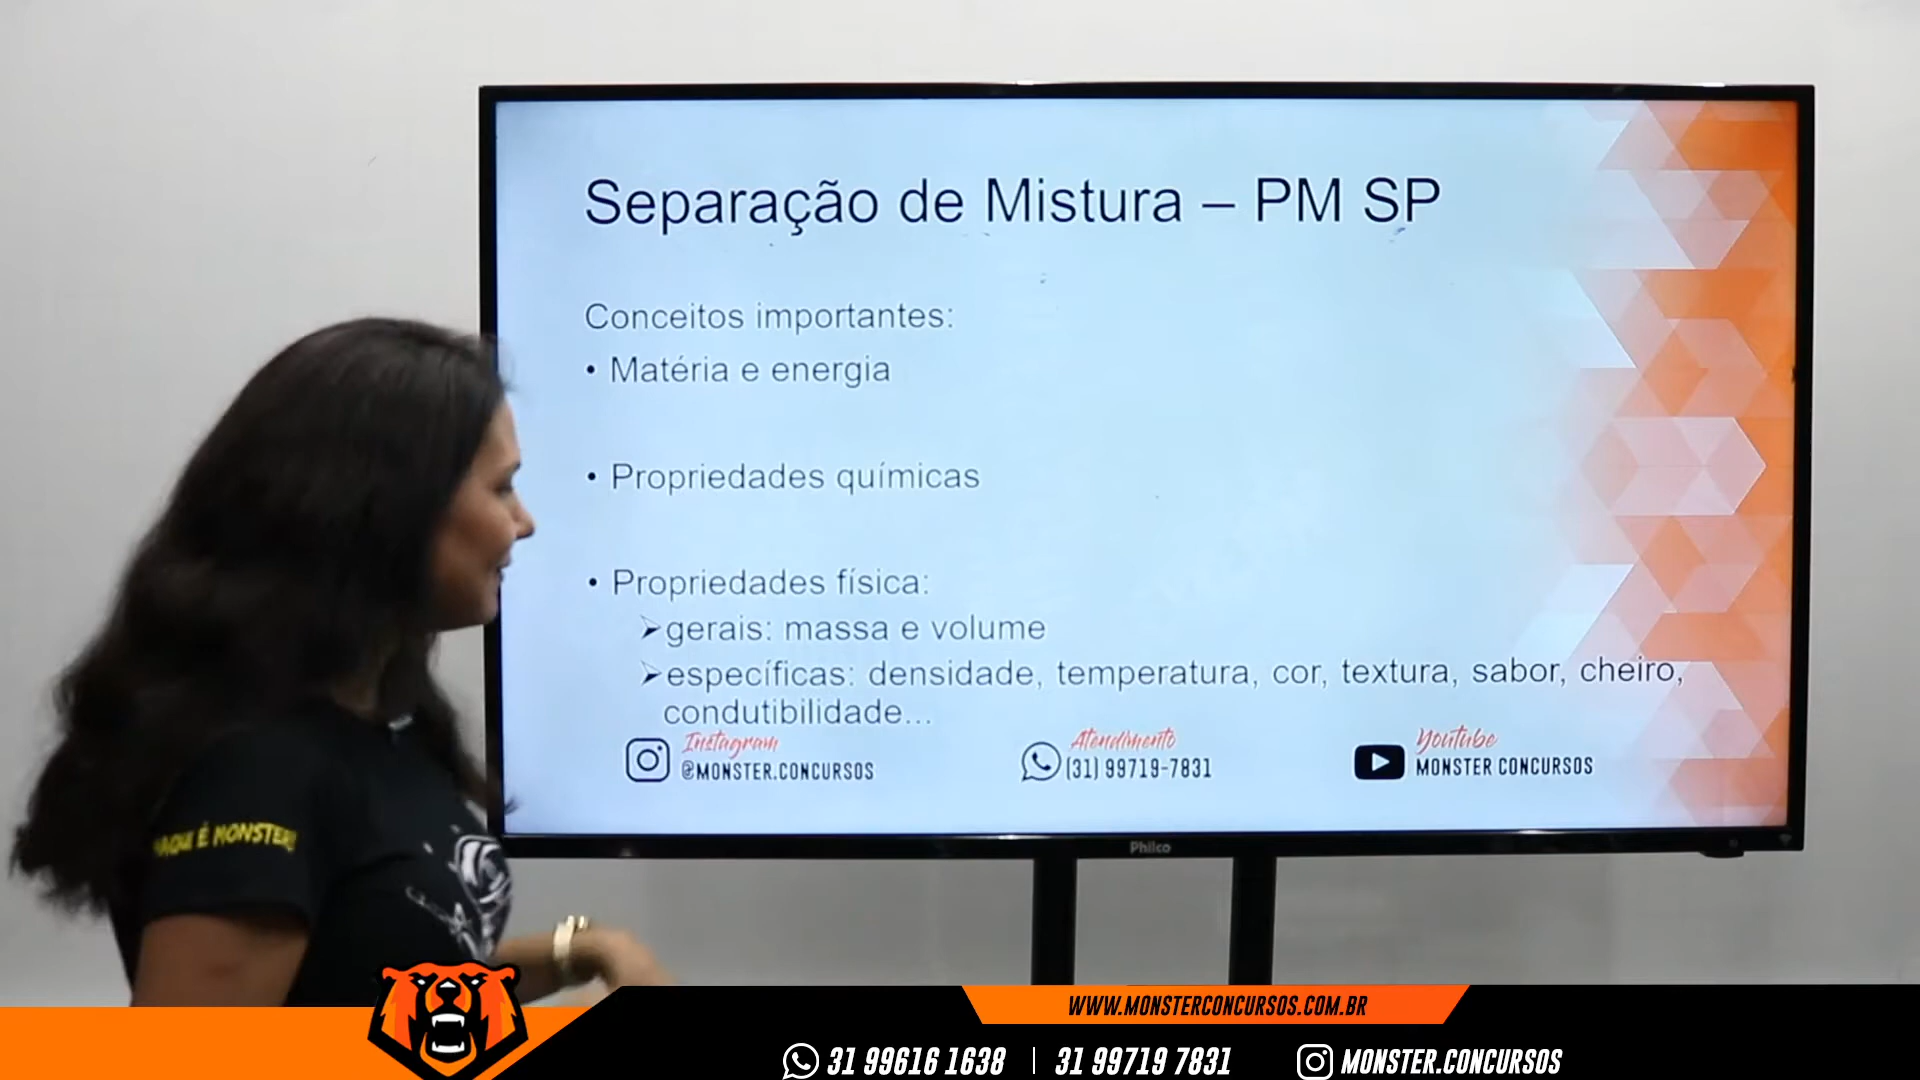 Separação de Mistura – PM SP
Conceitos importantes:
• Matéria e energia
• Propriedades químicas
• Propriedades física:
➢gerais: massa e volume
➢específicas: densidade, temperatura, cor, textura, sabor, cheiro,
condutibilidade...
Instagram
@MONSTER.CONCURSOS
Atendimento
(31) 99719-7831
Youtube
MONSTER CONCURSOS
Philco
AQUI É MONSTER!
WWW.MONSTERCONCURSOS.COM.BR
31 99616 1638 | 31 99719 7831
MONSTER.CONCURSOS